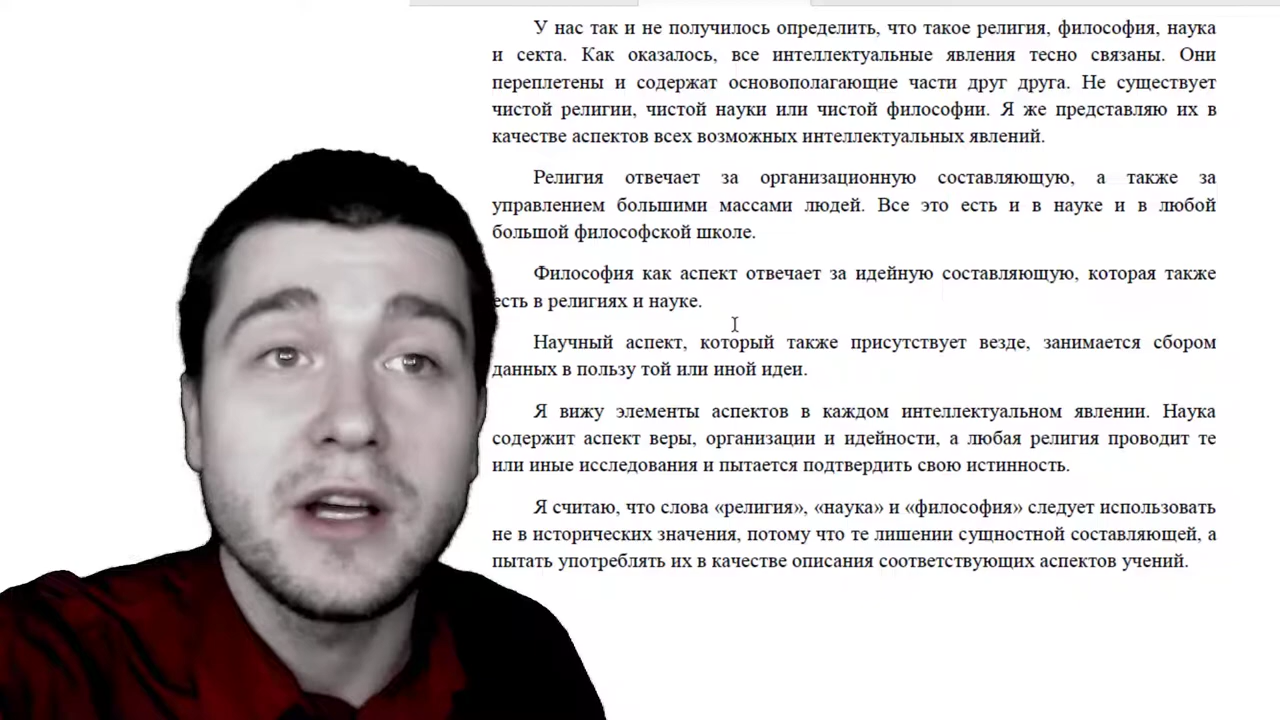 У нас так и не получилось определить, что такое религия, философия, наука
и секта. Как оказалось, все интеллектуальные явления тесно связаны. Они
переплетены и содержат основополагающие части друг друга. Не существует
чистой религии, чистой науки или чистой философии. Я же представляю их в
качестве аспектов всех возможных интеллектуальных явлений.
Религия отвечает за организационную составляющую, а также за
управлением большими массами людей. Все это есть и в науке и в любой
большой философской школе.
Философия как аспект отвечает за идейную составляющую, которая также
есть в религиях и науке.
Научный аспект, который также присутствует везде, занимается сбором
данных в пользу той или иной идеи.
Я вижу элементы аспектов в каждом интеллектуальном явлении. Наука
содержит аспект веры, организации и идейности, а любая религия проводит те
или иные исследования и пытается подтвердить свою истинность.
Я считаю, что слова «религия», «наука» и «философия» следует использовать
не в исторических значения, потому что те лишении сущностной составляющей, а
пытать употреблять их в качестве описания соответствующих аспектов учений.